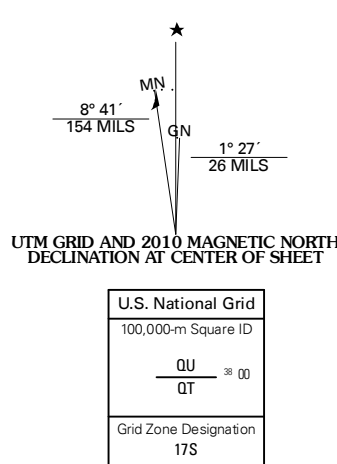 MN
8° 41´
154 MILS
GN
1° 27´
26 MILS
UTM GRID AND 2010 MAGNETIC NORTH
DECLINATION AT CENTER OF SHEET
U.S. National Grid
100,000-m Square ID
QU
38 00
QT
Grid Zone Designation
17S